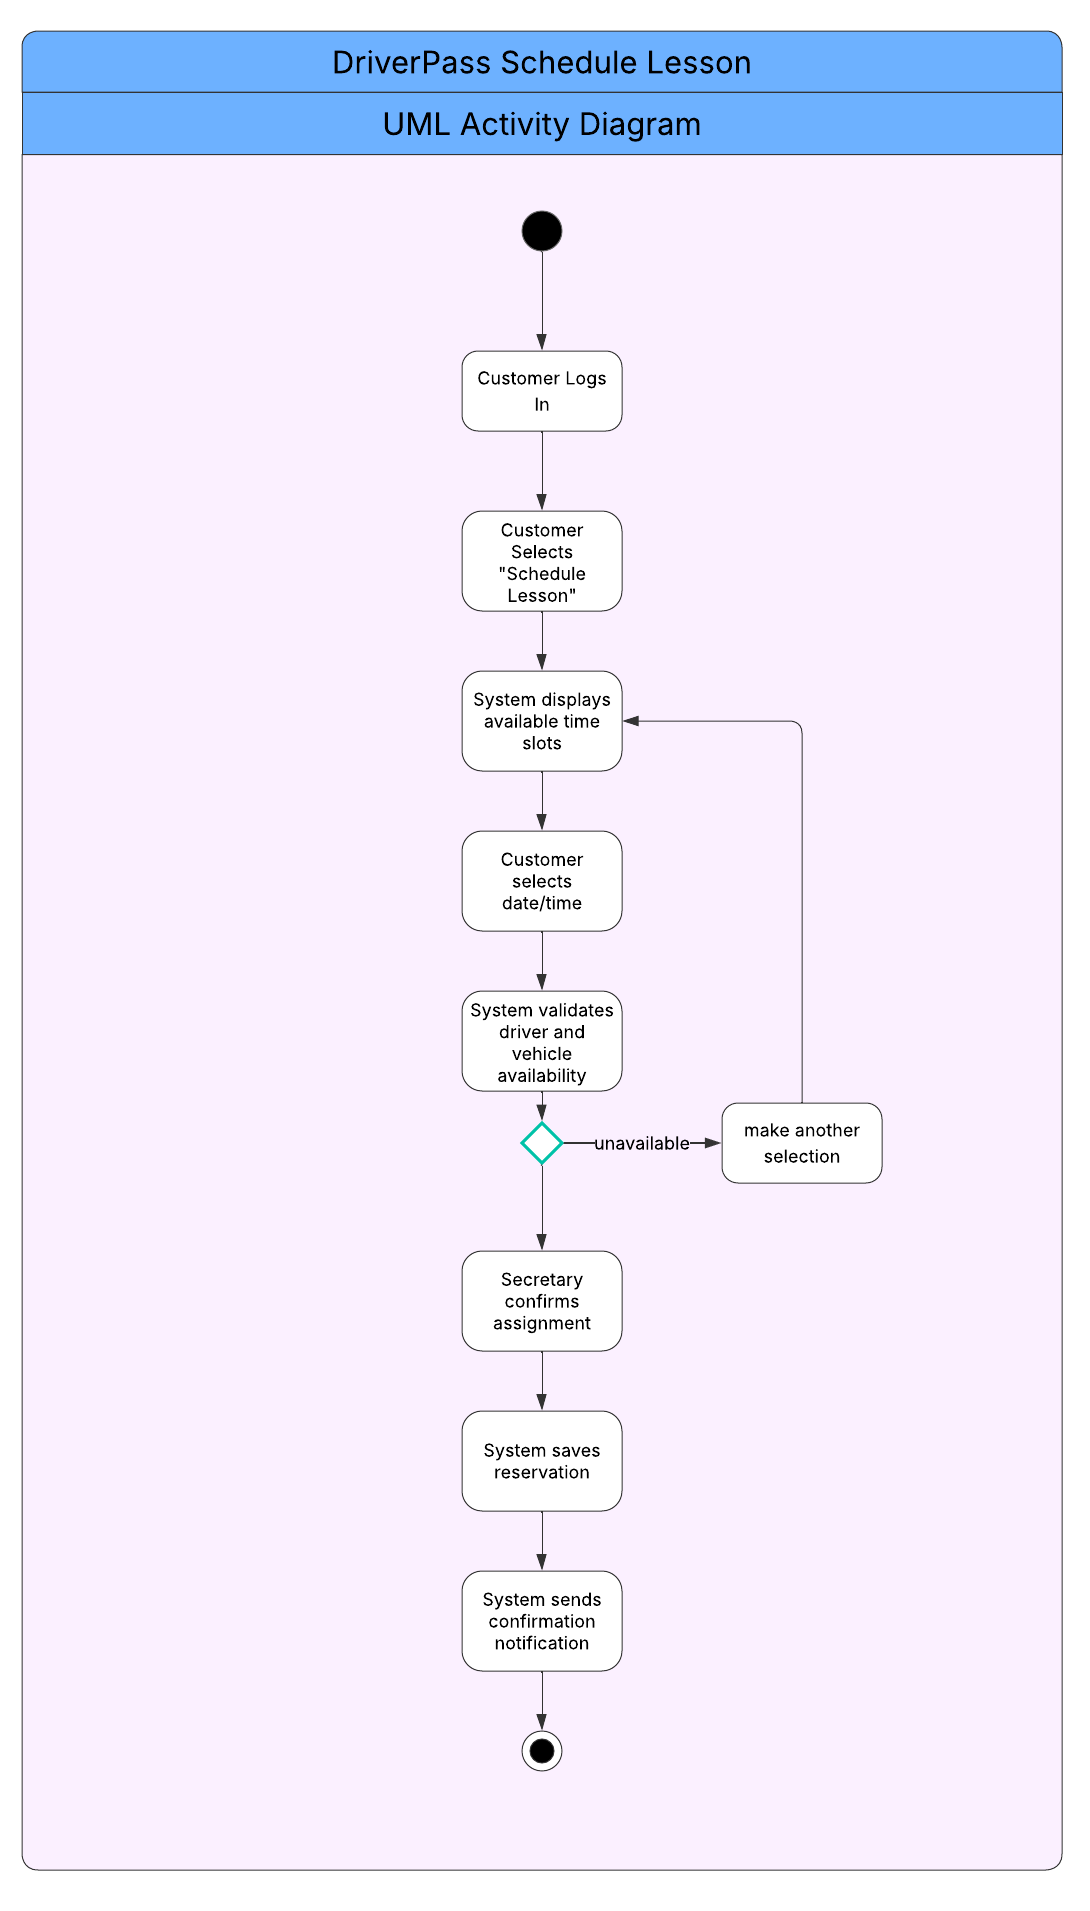 DriverPass Schedule Lesson
UML Activity Diagram
Customer Logs
In
Customer
Selects
"Schedule
Lesson"
System displays
available time
slots
Customer
selects
date/time
System validates
driver and
vehicle
availability
unavailable
make another
selection
Secretary
confirms
assignment
System saves
reservation
System sends
confirmation
notification